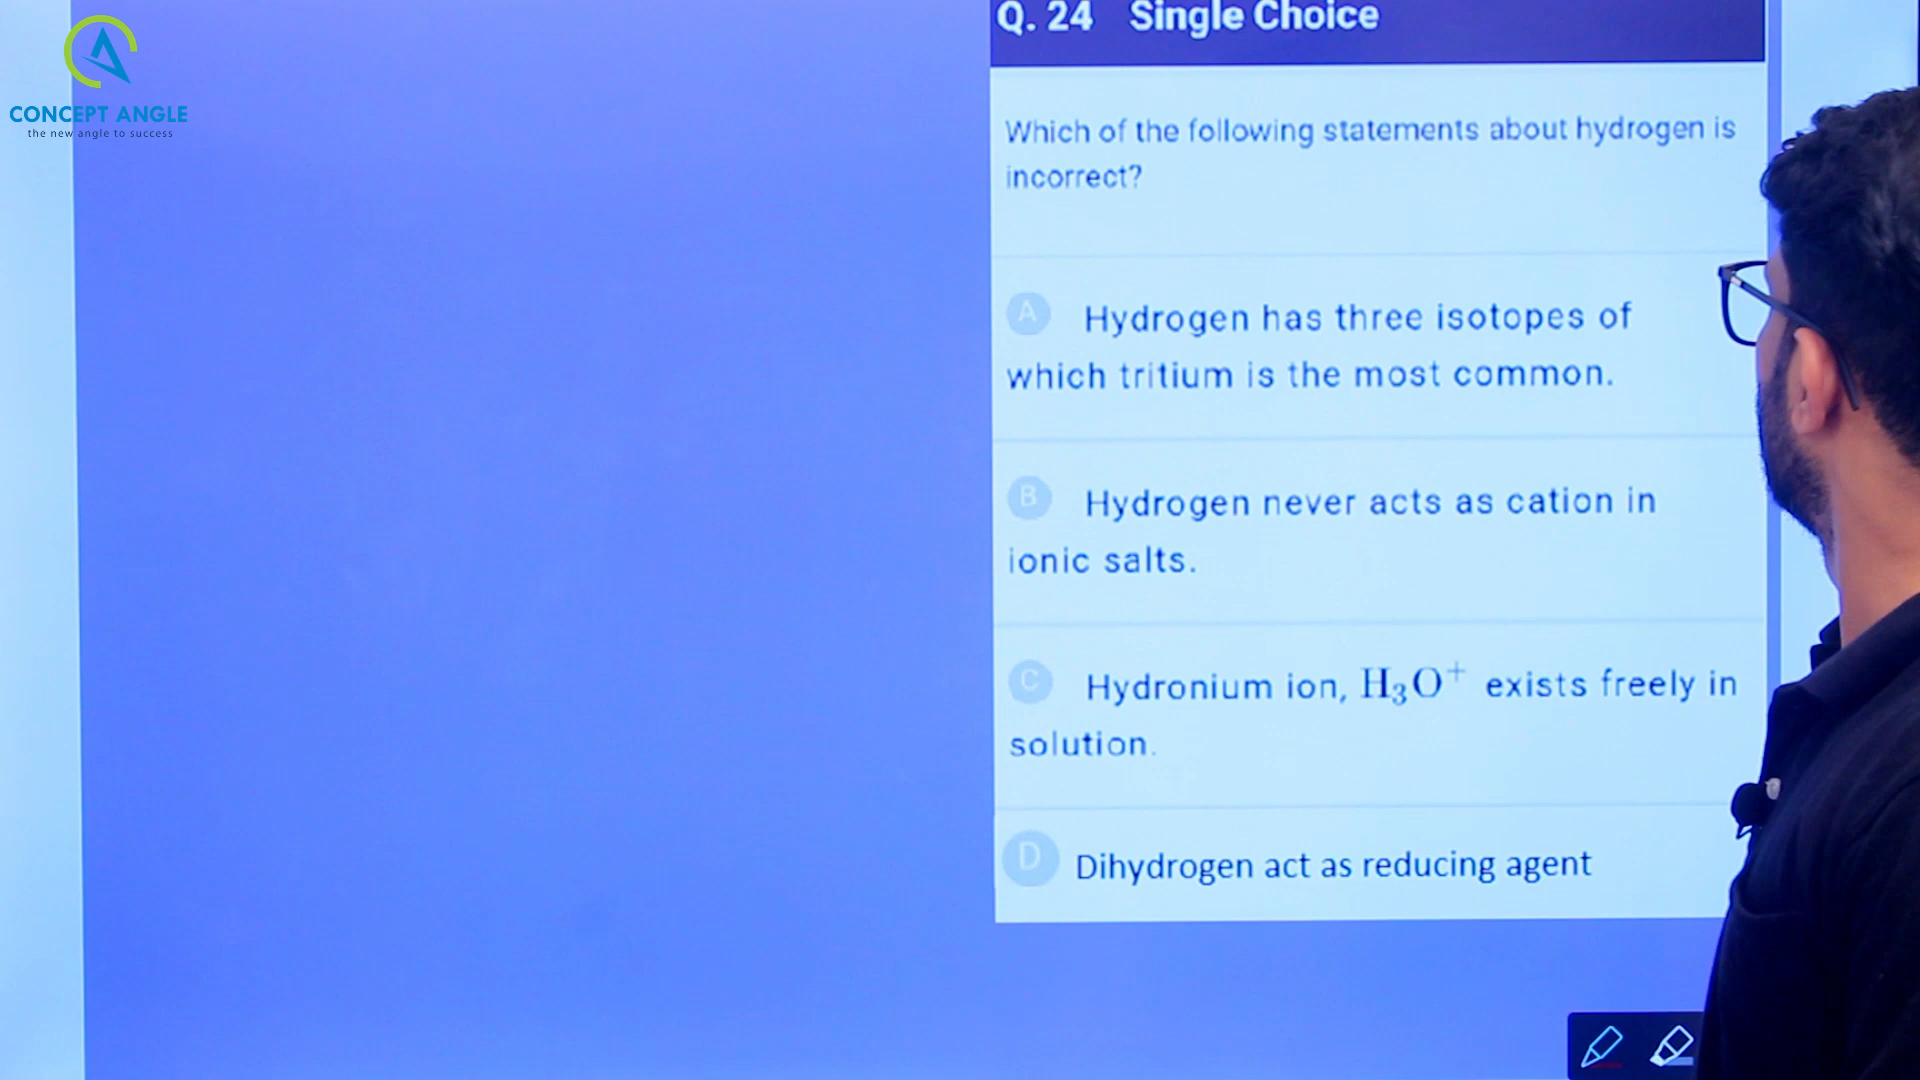 CONCEPT ANGLE
the new angle to success
Q. 24 Single Choice
Which of the following statements about hydrogen is
incorrect?
A Hydrogen has three isotopes of
which tritium is the most common.
B Hydrogen never acts as cation in
ionic salts.
C Hydronium ion, H₃O⁺ exists freely in
solution.
D Dihydrogen act as reducing agent